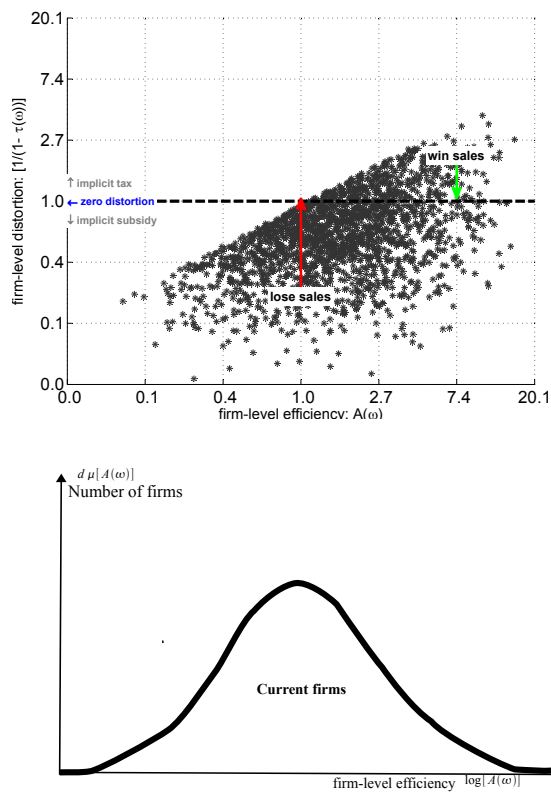 20.1
7.4
2.7
win sales
↑ implicit tax
1.0 ← zero distortion
↓ implicit subsidy
0.4
lose sales
0.1
0.0
firm-level distortion: [1/(1- τ(ω))]
0.0 0.1 0.4 1.0 2.7 7.4 20.1
firm-level efficiency: A(ω)
d μ[A(ω)]
Number of firms
Current firms
firm-level efficiency log[A(ω)]